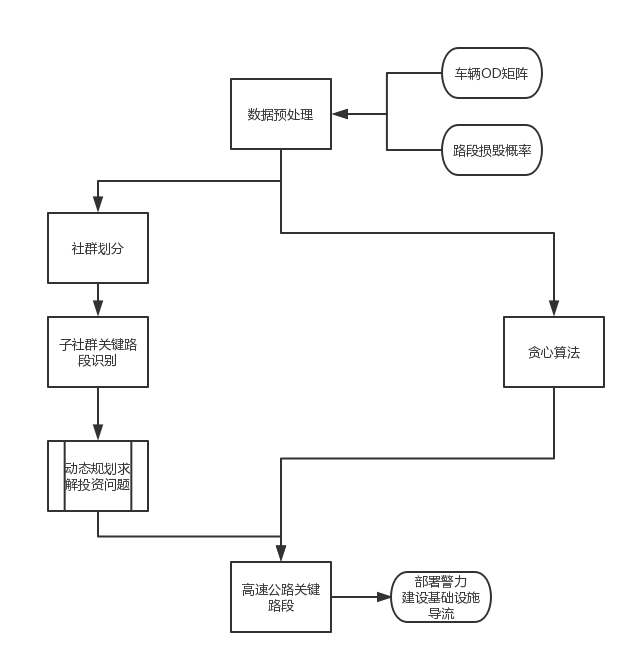 车辆OD矩阵
数据预处理
路段损毁概率
社群划分
子社群关键路
段识别
贪心算法
动态规划求
解投资问题
高速公路关键
路段
部署警力
建设基础设施
导流